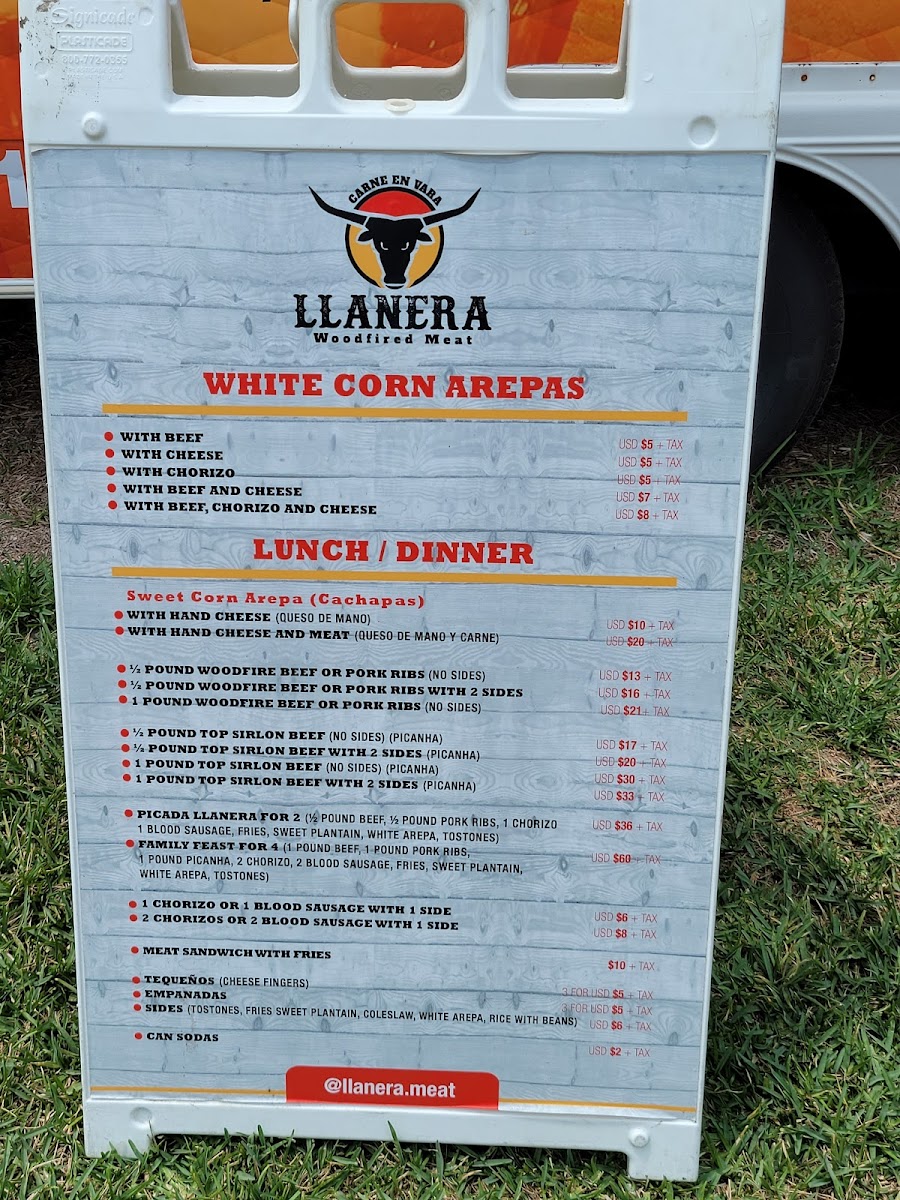 Signicade
PLASTICADE
800-772-0355
CARNE EN VARA
LLANERA
Woodfired Meat
WHITE CORN AREPAS
WITH BEEF USD $5 + TAX
WITH CHEESE USD $5 + TAX
WITH CHORIZO USD $5 + TAX
WITH BEEF AND CHEESE USD $7 + TAX
WITH BEEF, CHORIZO AND CHEESE USD $8 + TAX
LUNCH / DINNER
Sweet Corn Arepa (Cachapas)
WITH HAND CHEESE (QUESO DE MANO) USD $10 + TAX
WITH HAND CHEESE AND MEAT (QUESO DE MANO Y CARNE) USD $20 + TAX
½ POUND WOODFIRE BEEF OR PORK RIBS (NO SIDES) USD $13 + TAX
½ POUND WOODFIRE BEEF OR PORK RIBS WITH 2 SIDES USD $16 + TAX
1 POUND WOODFIRE BEEF OR PORK RIBS (NO SIDES) USD $21 + TAX
½ POUND TOP SIRLON BEEF (NO SIDES) (PICANHA) USD $17 + TAX
½ POUND TOP SIRLON BEEF WITH 2 SIDES (PICANHA) USD $20 + TAX
1 POUND TOP SIRLON BEEF (NO SIDES) (PICANHA) USD $30 + TAX
1 POUND TOP SIRLON BEEF WITH 2 SIDES (PICANHA) USD $33 + TAX
PICADA LLANERA FOR 2 (½ POUND BEEF, ½ POUND PORK RIBS, 1 CHORIZO USD $36 + TAX
1 BLOOD SAUSAGE, FRIES, SWEET PLANTAIN, WHITE AREPA, TOSTONES)
FAMILY FEAST FOR 4 (1 POUND BEEF, 1 POUND PORK RIBS, USD $60 + TAX
1 POUND PICANHA, 2 CHORIZO, 2 BLOOD SAUSAGE, FRIES, SWEET PLANTAIN,
WHITE AREPA, TOSTONES)
1 CHORIZO OR 1 BLOOD SAUSAGE WITH 1 SIDE USD $6 + TAX
2 CHORIZOS OR 2 BLOOD SAUSAGE WITH 1 SIDE USD $8 + TAX
MEAT SANDWICH WITH FRIES $10 + TAX
TEQUEÑOS (CHEESE FINGERS) 3 FOR USD $5 + TAX
EMPANADAS 3 FOR USD $5 + TAX
SIDES (TOSTONES, FRIES SWEET PLANTAIN, COLESLAW, WHITE AREPA, RICE WITH BEANS) USD $6 + TAX
CAN SODAS USD $2 + TAX
@llanera.meat